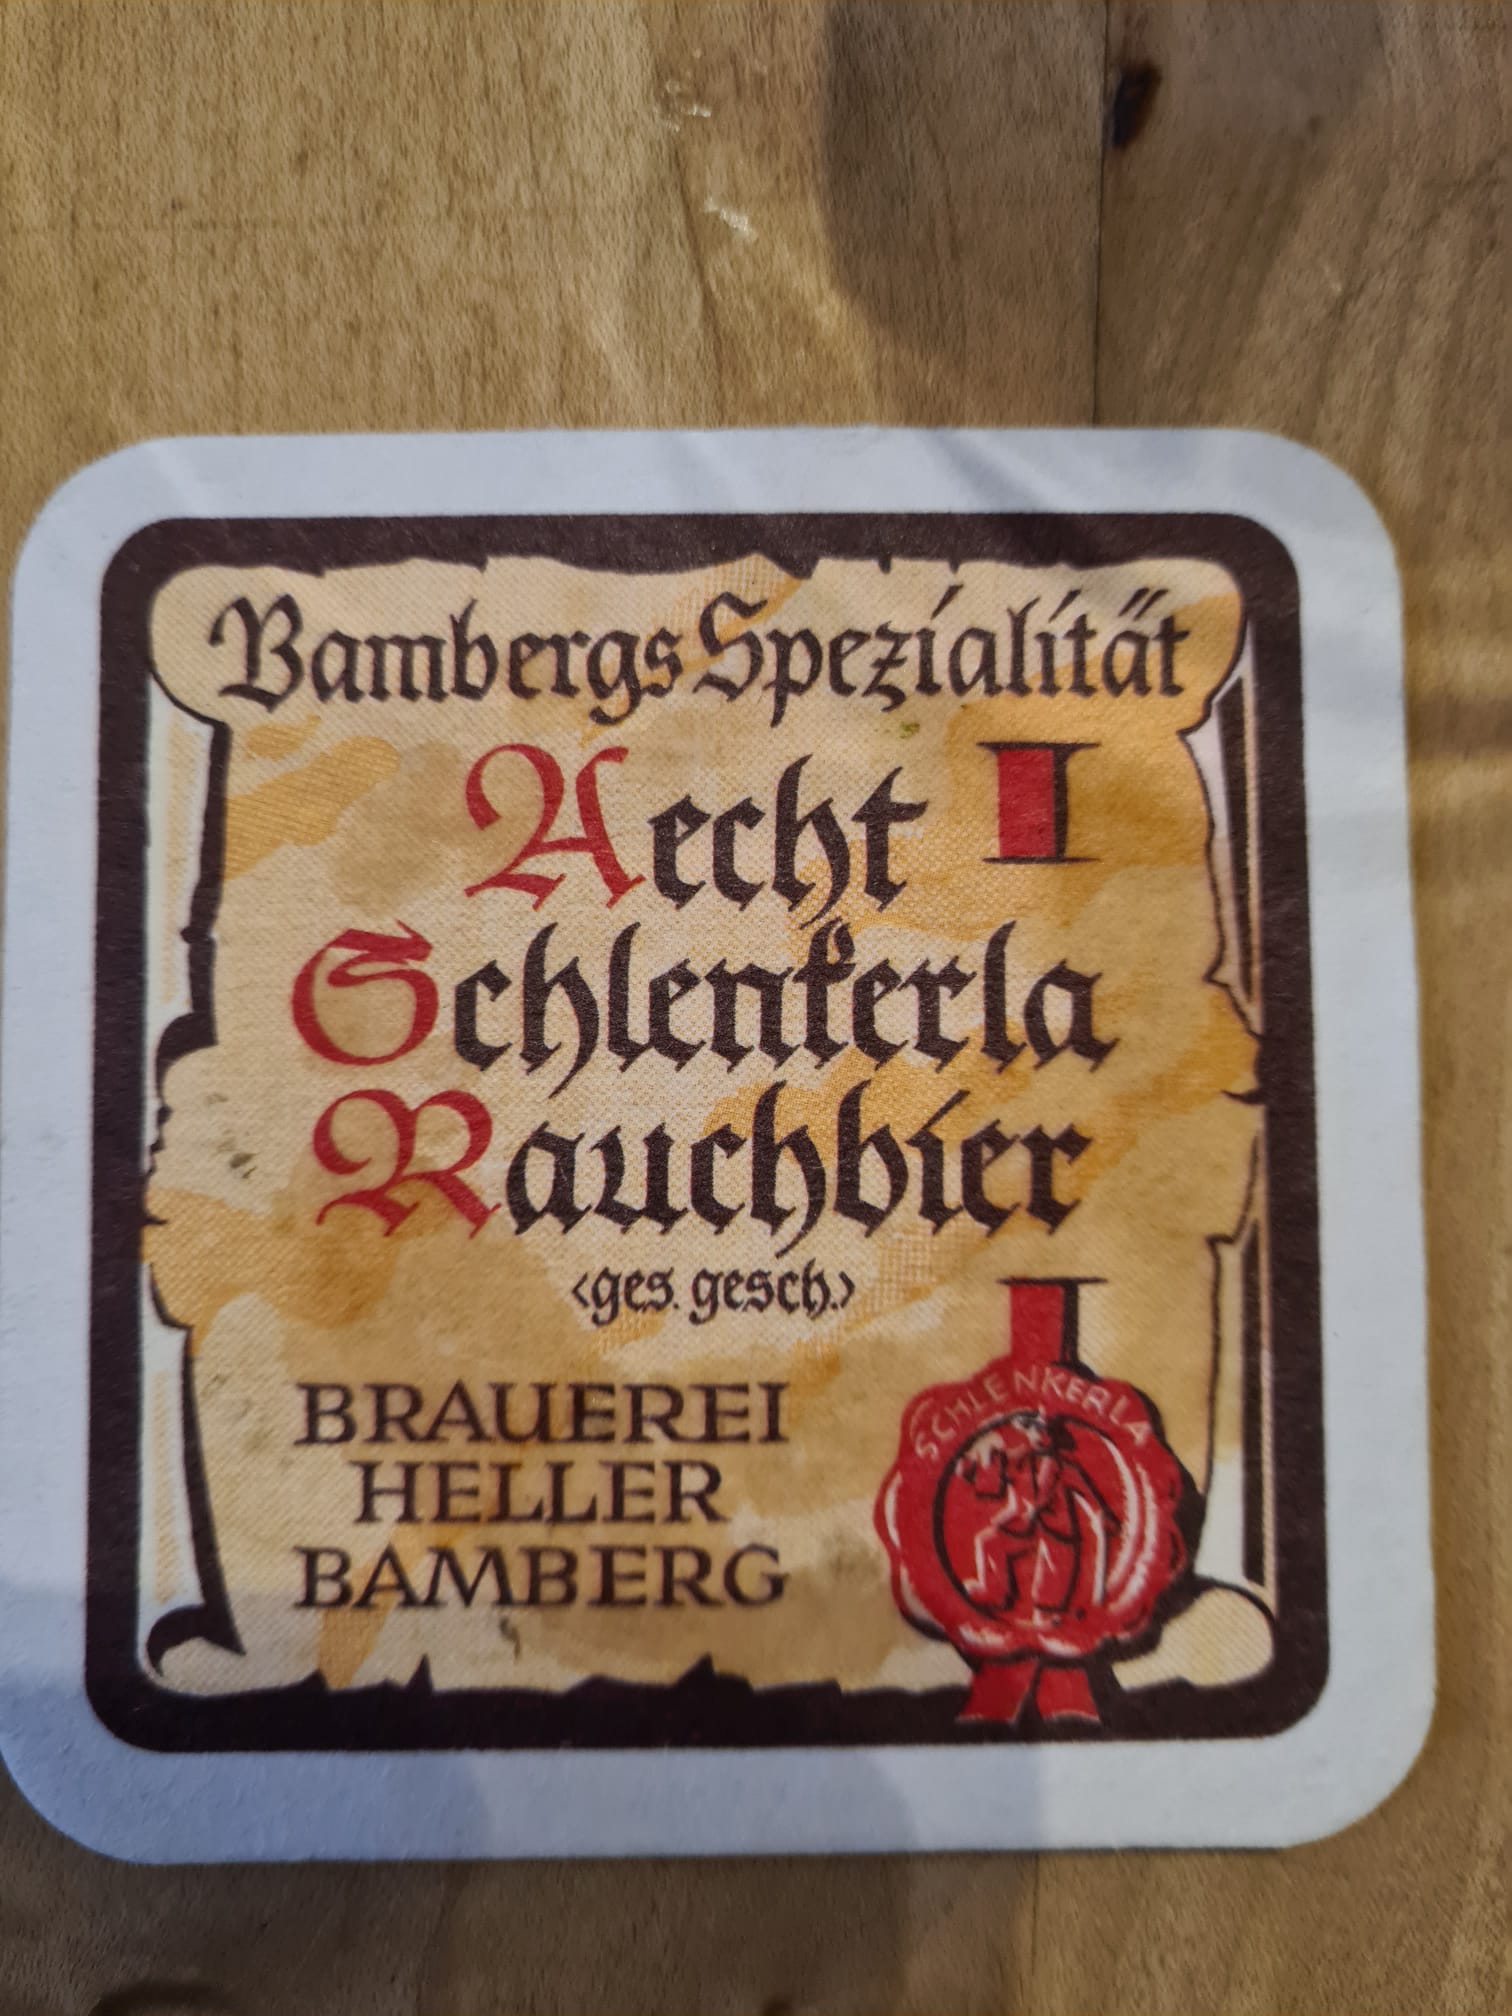 Bambergs Spezialität
Aecht
Schlenkerla
Rauchbier
‹ges. gesch.›
BRAUEREI
HELLER
BAMBERG
SCHLENKERLA